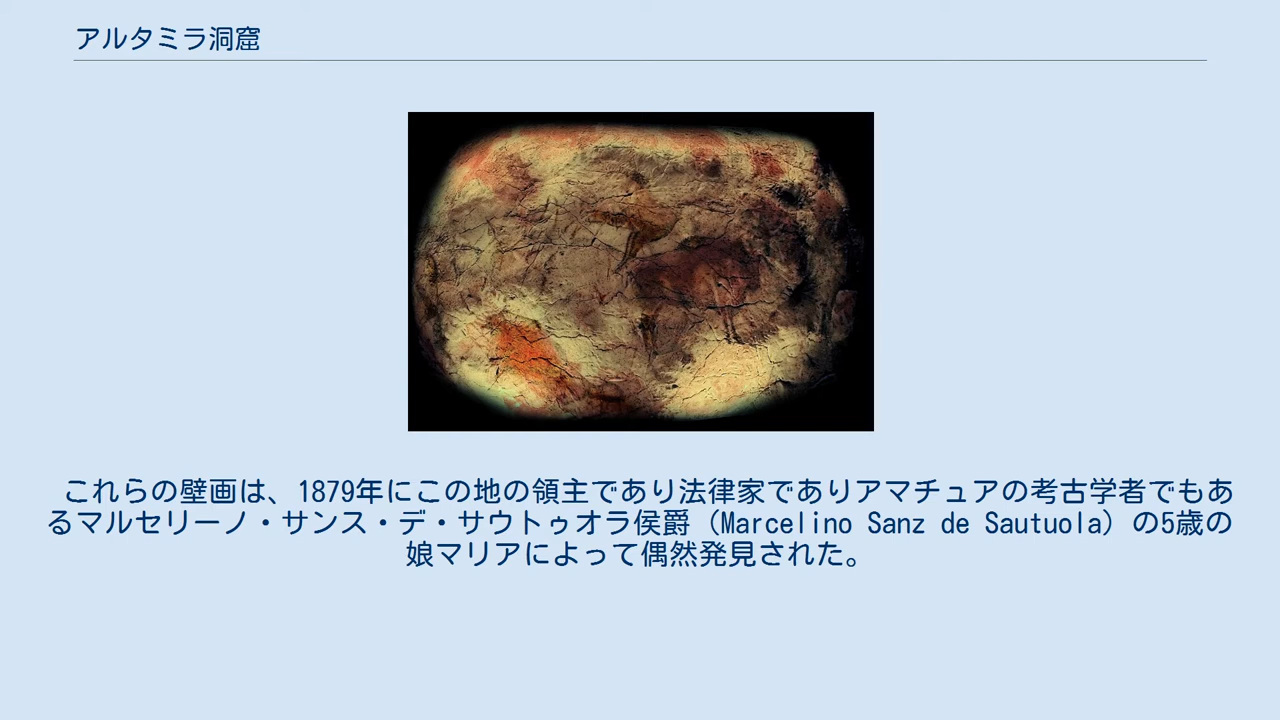 アルタミラ洞窟
これらの壁画は、1879年にこの地の領主であり法律家でありアマチュアの考古学者でもあ
るマルセリーノ・サンス・デ・サウトゥオラ侯爵（Marcelino Sanz de Sautuola）の5歳の
娘マリアによって偶然発見された。